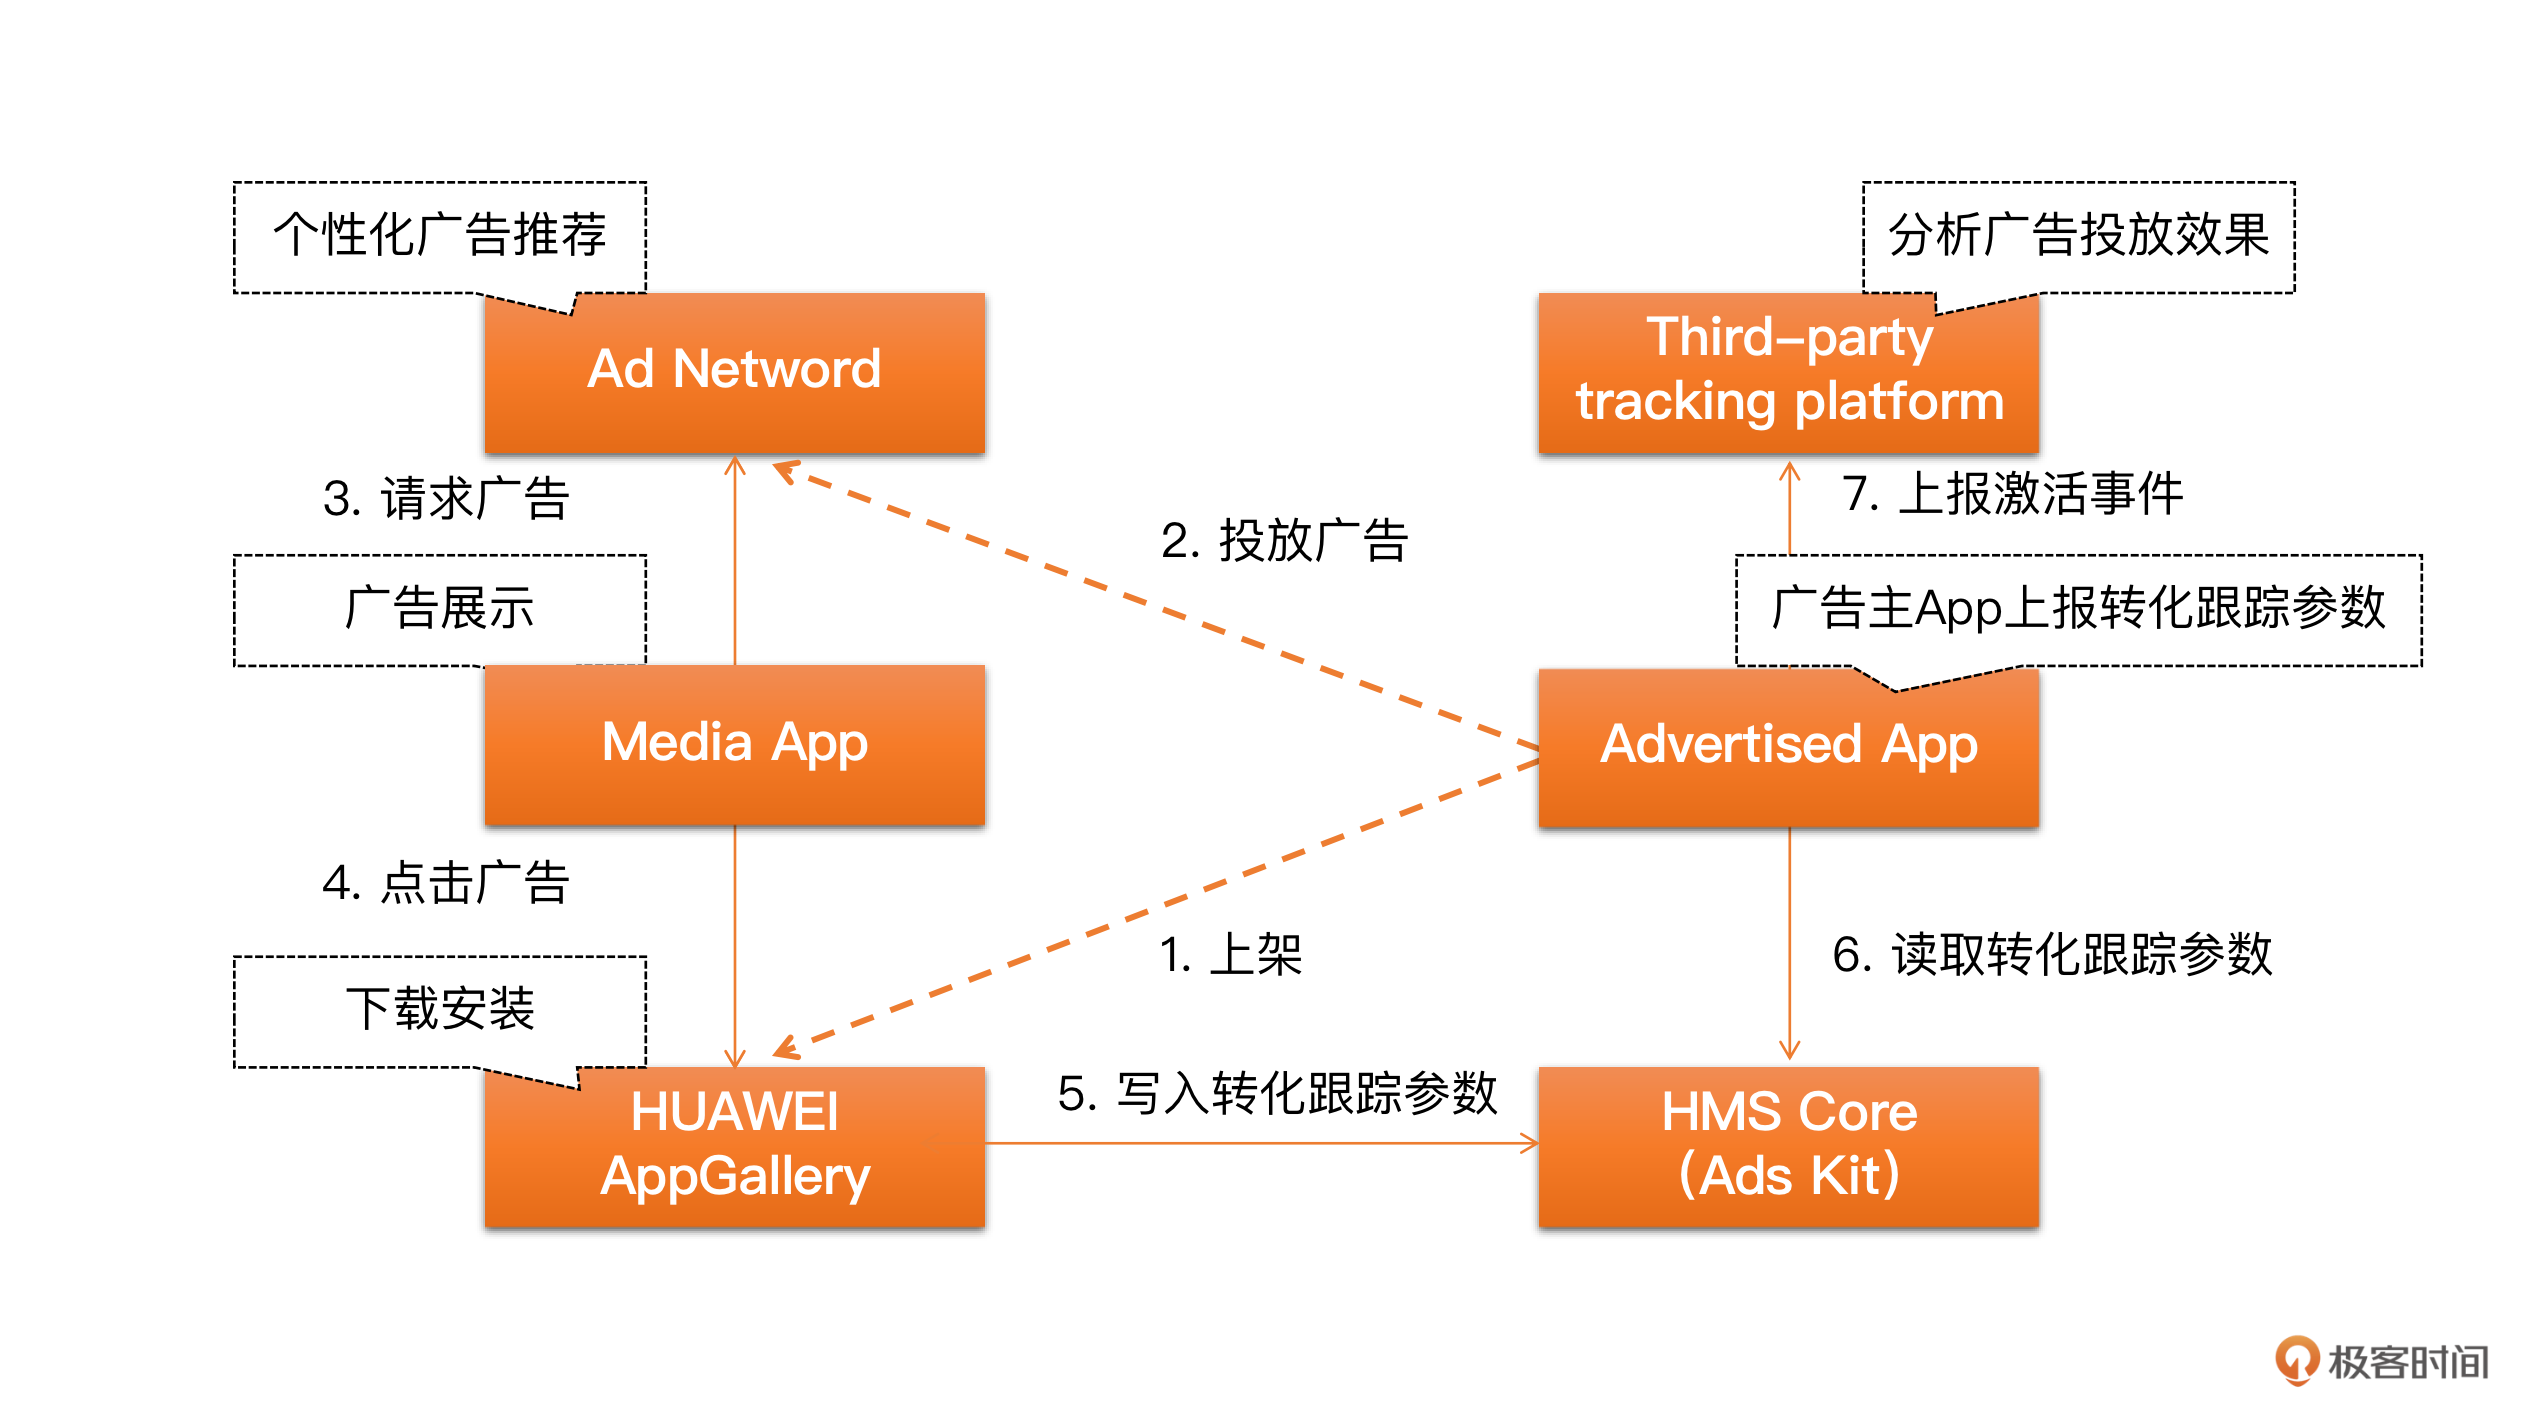 个性化广告推荐
分析广告投放效果
Ad Netword
Third-party
tracking platform
3. 请求广告
7. 上报激活事件
2. 投放广告
广告展示
广告主App上报转化跟踪参数
Media App
Advertised App
4. 点击广告
1. 上架
6. 读取转化跟踪参数
下载安装
5. 写入转化跟踪参数
HUAWEI
AppGallery
HMS Core
(Ads Kit)
极客时间